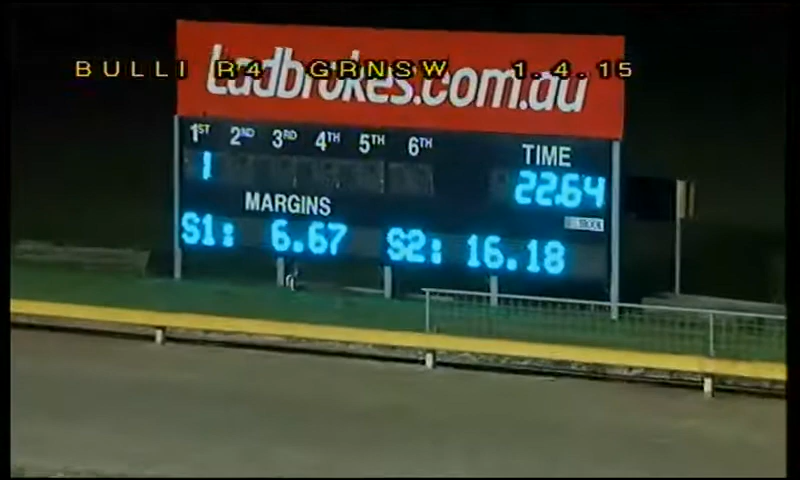 BULLI R4 GRNSW 1.4.15
Ladbrokes.com.au
1ST 2ND 3RD 4TH 5TH 6TH TIME
1 22.64
MARGINS
S1: 6.67 S2: 16.18